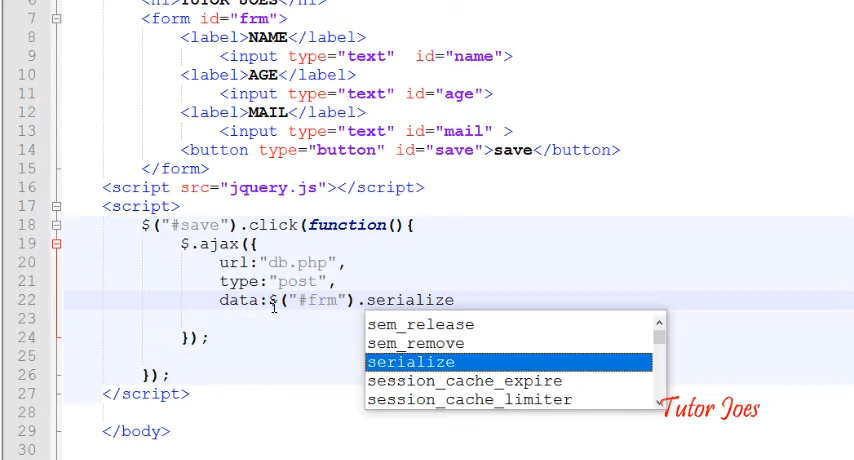 6 <h1>TUTOR JOES</h1>
7 <form id="frm">
8 <label>NAME</label>
9 <input type="text"  id="name">
10 <label>AGE</label>
11 <input type="text" id="age">
12 <label>MAIL</label>
13 <input type="text" id="mail" >
14 <button type="button" id="save">save</button>
15 </form>
16 <script src="jquery.js"></script>
17 <script>
18 $("#save").click(function(){
19 $.ajax({
20 url:"db.php",
21 type:"post",
22 data:$("#frm").serialize
23
24 });
25
26 });
27 </script>
28
29 </body>
30
sem_release
sem_remove
serialize
session_cache_expire
session_cache_limiter
Tutor Joes